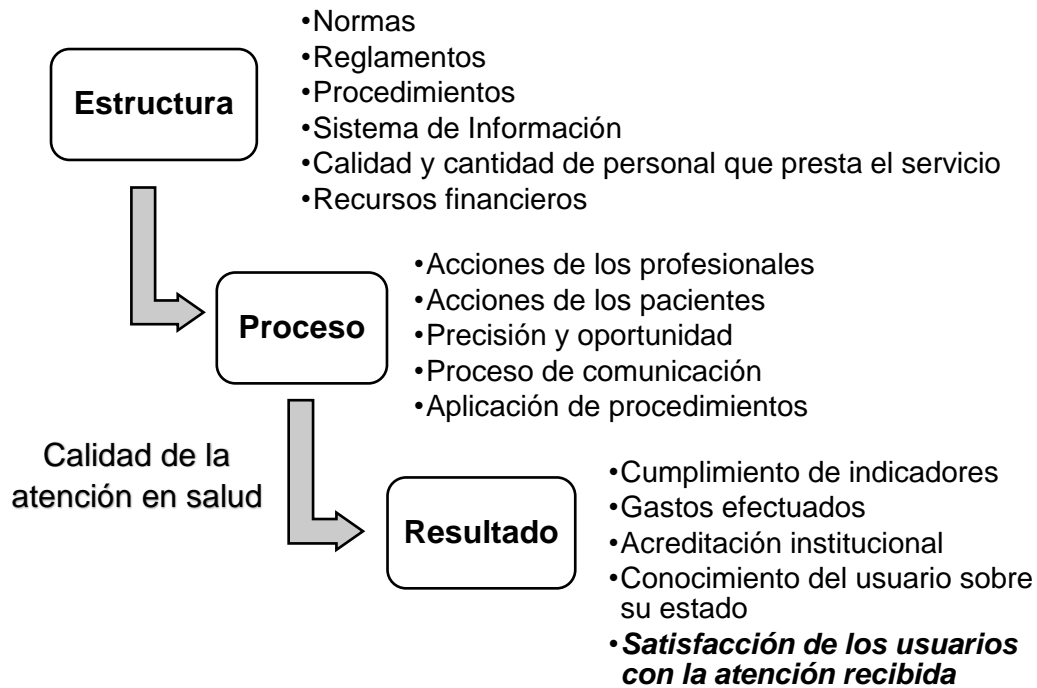 Estructura
•Normas
•Reglamentos
•Procedimientos
•Sistema de Información
•Calidad y cantidad de personal que presta el servicio
•Recursos financieros
Proceso
•Acciones de los profesionales
•Acciones de los pacientes
•Precisión y oportunidad
•Proceso de comunicación
•Aplicación de procedimientos
Calidad de la
atención en salud
Resultado
•Cumplimiento de indicadores
•Gastos efectuados
•Acreditación institucional
•Conocimiento del usuario sobre
su estado
•Satisfacción de los usuarios
con la atención recibida